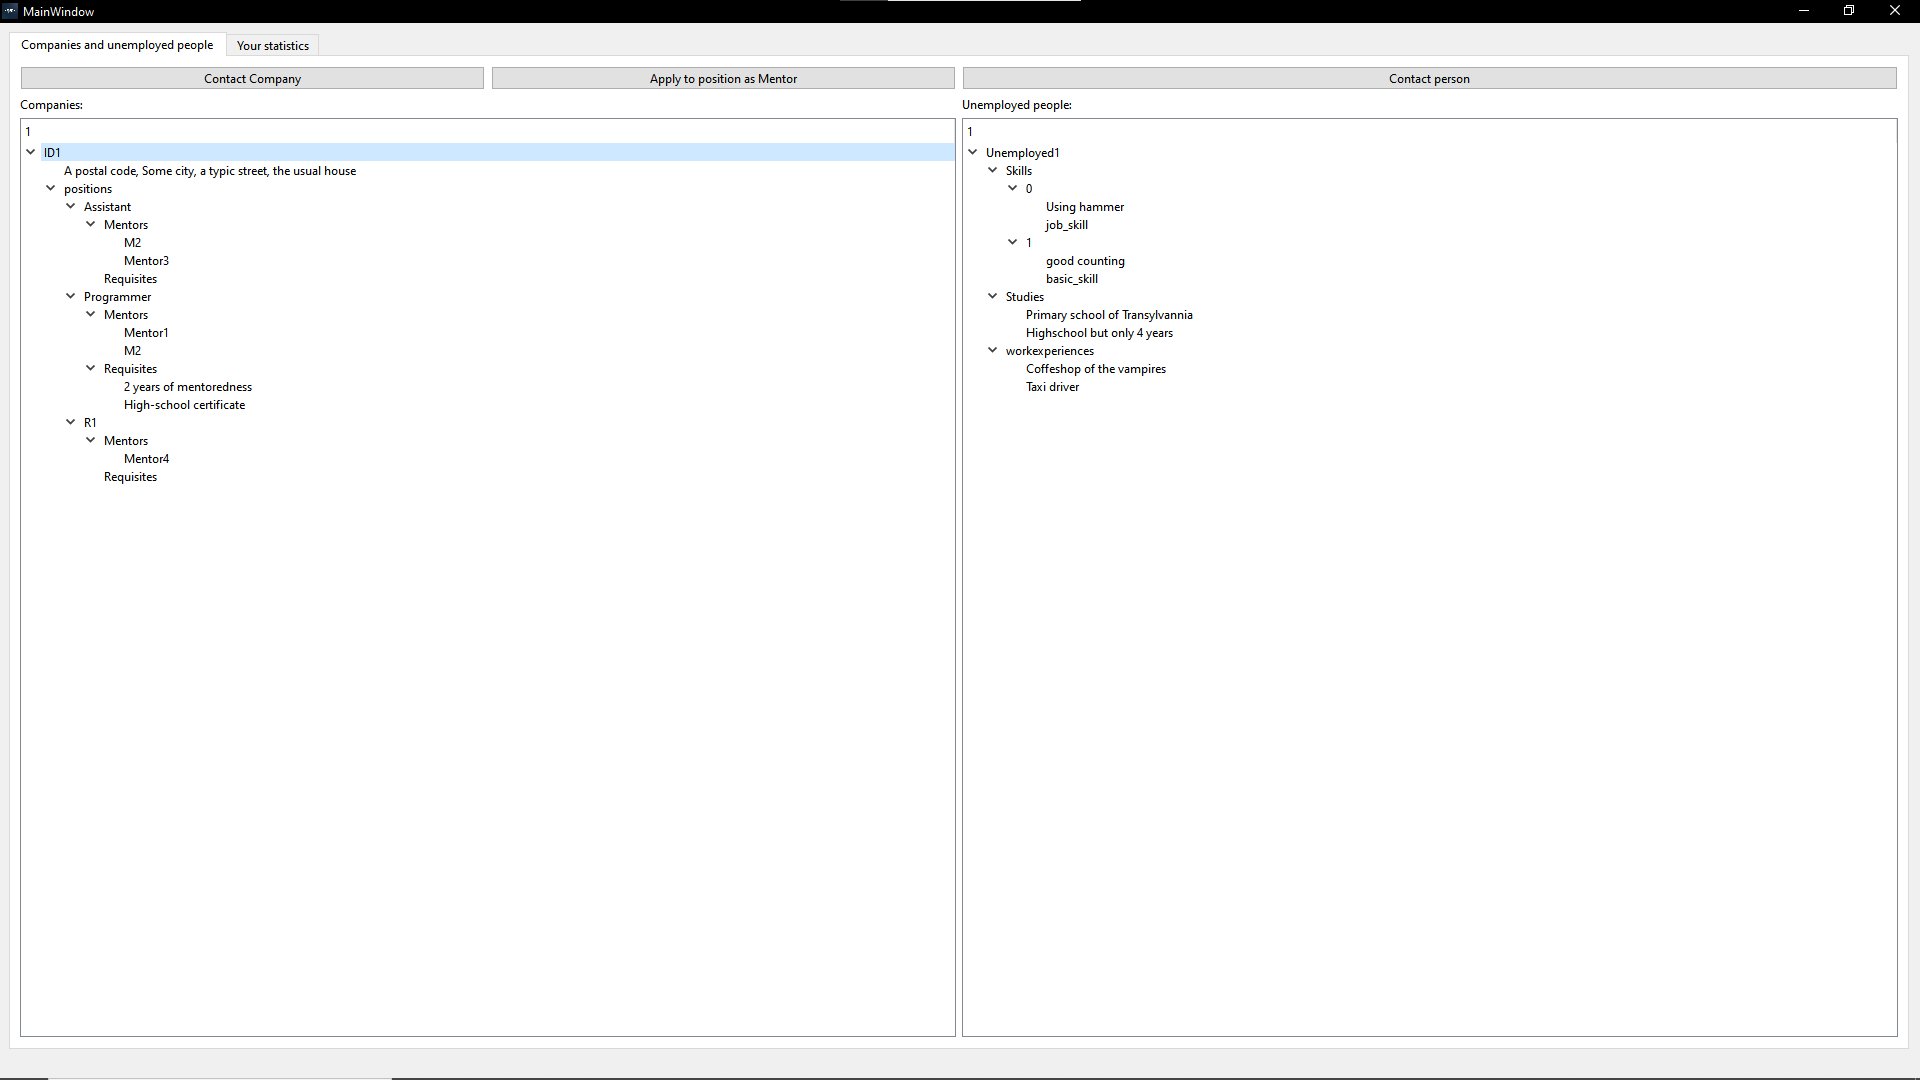 MainWindow
Companies and unemployed people
Your statistics
Contact Company
Apply to position as Mentor
Contact person
Companies:
1
ID1
A postal code, Some city, a typic street, the usual house
positions
Assistant
Mentors
M2
Mentor3
Requisites
Programmer
Mentors
Mentor1
M2
Requisites
2 years of mentoredness
High-school certificate
R1
Mentors
Mentor4
Requisites
Unemployed people:
1
Unemployed1
Skills
0
Using hammer
job_skill
1
good counting
basic_skill
Studies
Primary school of Transylvannia
Highschool but only 4 years
workexperiences
Coffeshop of the vampires
Taxi driver